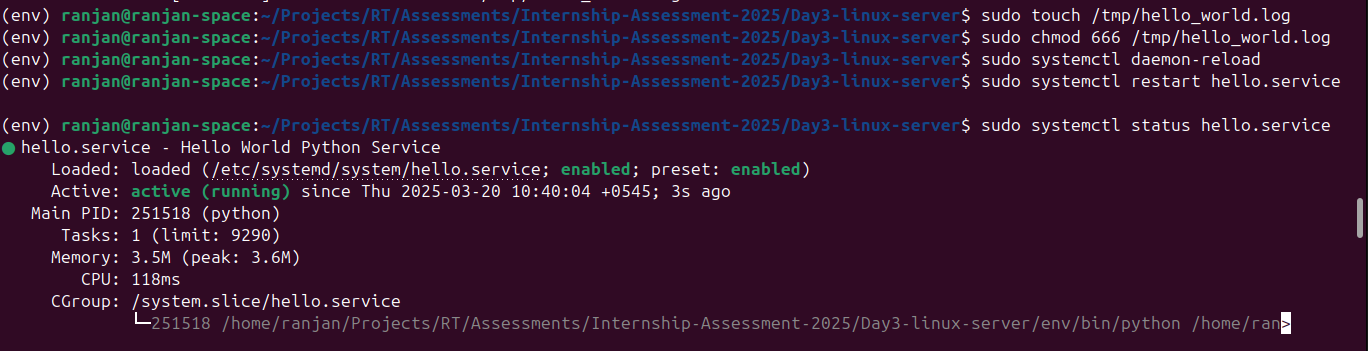 (env) ranjan@ranjan-space:~/Projects/RT/Assessments/Internship-Assessment-2025/Day3-linux-server$ sudo touch /tmp/hello_world.log
(env) ranjan@ranjan-space:~/Projects/RT/Assessments/Internship-Assessment-2025/Day3-linux-server$ sudo chmod 666 /tmp/hello_world.log
(env) ranjan@ranjan-space:~/Projects/RT/Assessments/Internship-Assessment-2025/Day3-linux-server$ sudo systemctl daemon-reload
(env) ranjan@ranjan-space:~/Projects/RT/Assessments/Internship-Assessment-2025/Day3-linux-server$ sudo systemctl restart hello.service
(env) ranjan@ranjan-space:~/Projects/RT/Assessments/Internship-Assessment-2025/Day3-linux-server$ sudo systemctl status hello.service
● hello.service - Hello World Python Service
Loaded: loaded (/etc/systemd/system/hello.service; enabled; preset: enabled)
Active: active (running) since Thu 2025-03-20 10:40:04 +0545; 3s ago
Main PID: 251518 (python)
Tasks: 1 (limit: 9290)
Memory: 3.5M (peak: 3.6M)
CPU: 118ms
CGroup: /system.slice/hello.service
└─251518 /home/ranjan/Projects/RT/Assessments/Internship-Assessment-2025/Day3-linux-server/env/bin/python /home/ran>